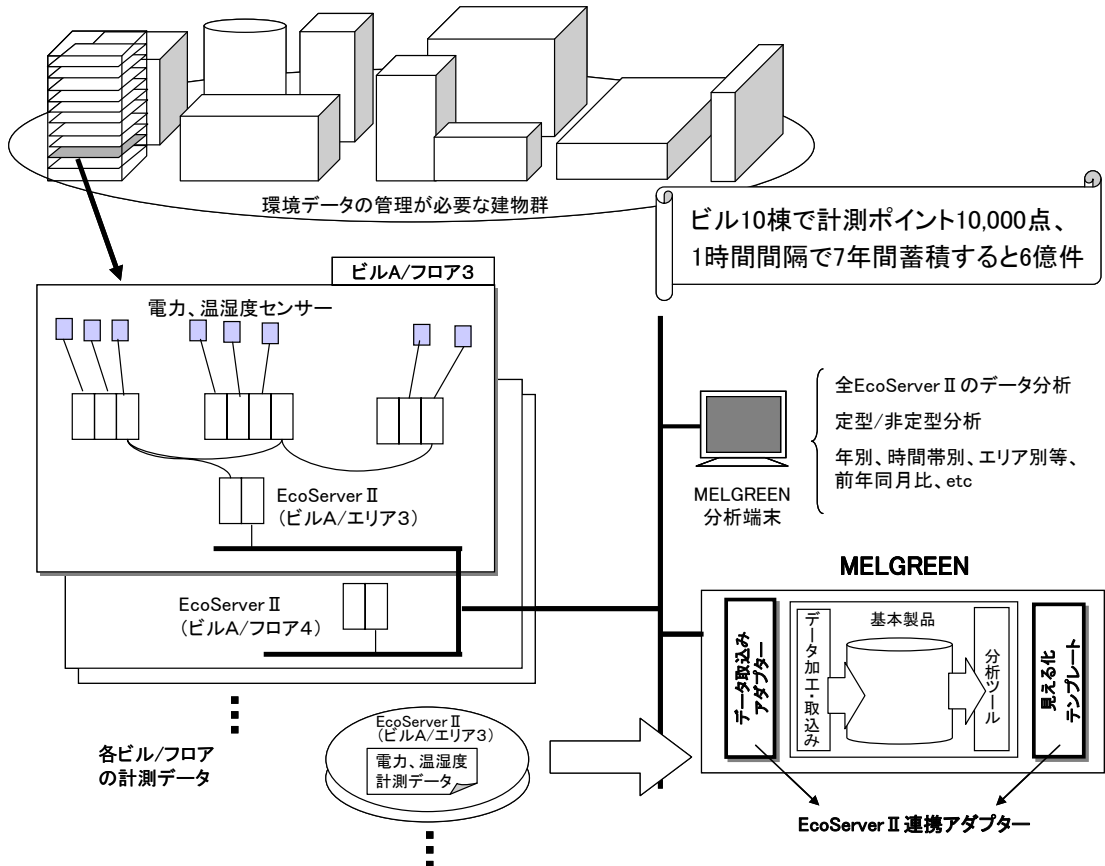 環境データの管理が必要な建物群
ビル10棟で計測ポイント10,000点、
1時間間隔で7年間蓄積すると6億件
ビルA/フロア3
電力、温湿度センサー
EcoServerⅡ
(ビルA/エリア3)
EcoServerⅡ
(ビルA/フロア4)
各ビル/フロア
の計測データ
EcoServerⅡ
(ビルA/エリア3)
電力、温湿度
計測データ
MELGREEN
分析端末
全EcoServerⅡのデータ分析
定型/非定型分析
年別、時間帯別、エリア別等、
前年同月比、etc
MELGREEN
データ取込み
アダプター
データ加工・取込み
基本製品
分析ツール
見える化
テンプレート
EcoServerⅡ連携アダプター